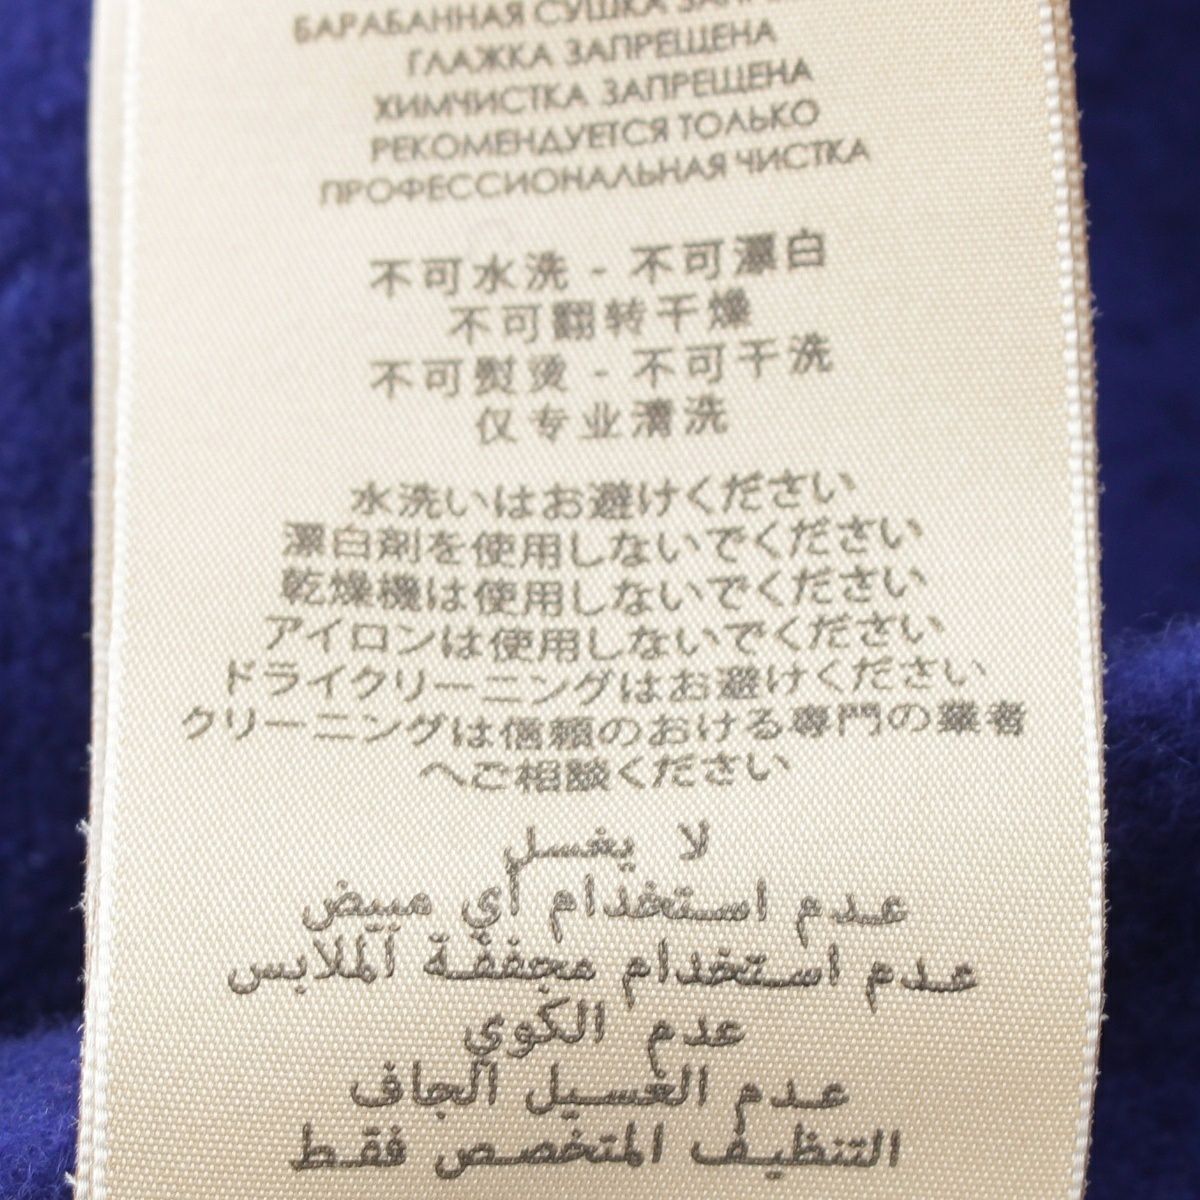 БАРАБАННАЯ СУШКА
ГЛАЖКА ЗАПРЕЩЕНА
ХИМЧИСТКА ЗАПРЕЩЕНА
РЕКОМЕНДУЕТСЯ ТОЛЬКО
ПРОФЕССИОНАЛЬНАЯ ЧИСТКА
不可水洗 - 不可漂白
不可翻转干燥
不可熨烫 - 不可干洗
仅专业清洗
水洗いはお避けください
漂白剤を使用しないでください
乾燥機は使用しないでください
アイロンは使用しないでください
ドライクリーニングはお避けください
クリーニングは信頼のおける専門の業者
へご相談ください
لا يغسل
عدم استخدام أي مبيض
عدم استخدام مجففة الملابس
عدم الكوي
عدم الغسيل الجاف
التنظيف المتخصص فقط